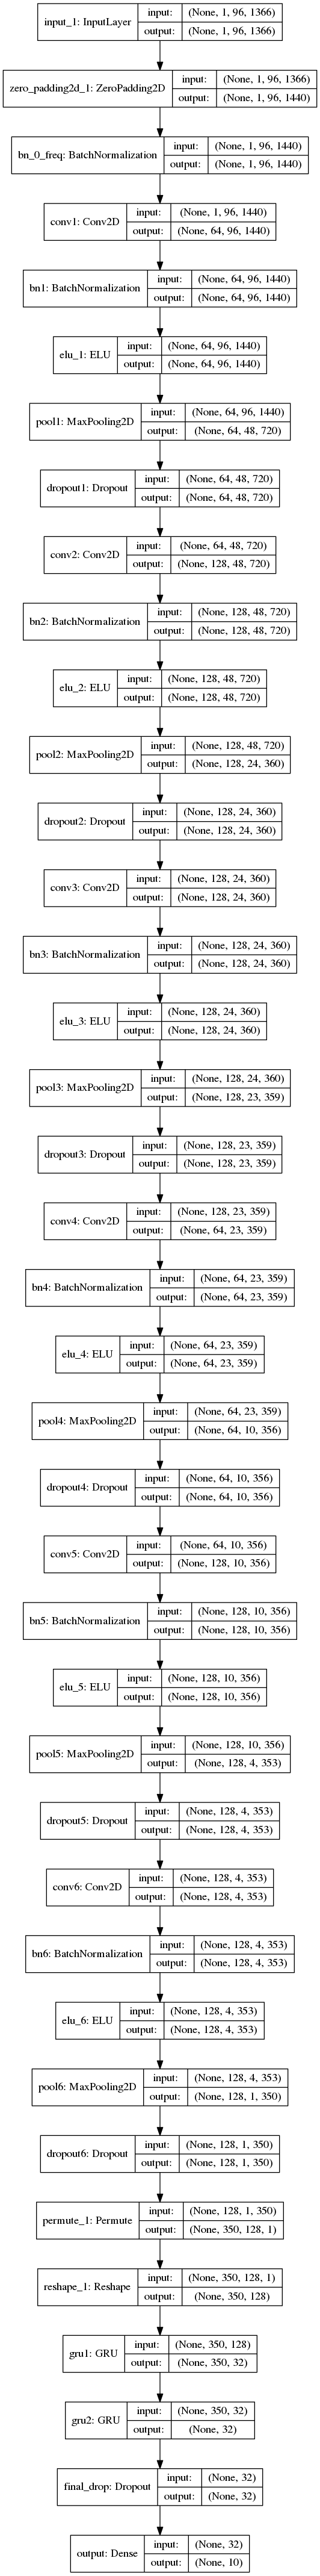 input_1: InputLayer
input: (None, 1, 96, 1366)
output: (None, 1, 96, 1366)
zero_padding2d_1: ZeroPadding2D
input: (None, 1, 96, 1366)
output: (None, 1, 96, 1440)
bn_0_freq: BatchNormalization
input: (None, 1, 96, 1440)
output: (None, 1, 96, 1440)
conv1: Conv2D
input: (None, 1, 96, 1440)
output: (None, 64, 96, 1440)
bn1: BatchNormalization
input: (None, 64, 96, 1440)
output: (None, 64, 96, 1440)
elu_1: ELU
input: (None, 64, 96, 1440)
output: (None, 64, 96, 1440)
pool1: MaxPooling2D
input: (None, 64, 96, 1440)
output: (None, 64, 48, 720)
dropout1: Dropout
input: (None, 64, 48, 720)
output: (None, 64, 48, 720)
conv2: Conv2D
input: (None, 64, 48, 720)
output: (None, 128, 48, 720)
bn2: BatchNormalization
input: (None, 128, 48, 720)
output: (None, 128, 48, 720)
elu_2: ELU
input: (None, 128, 48, 720)
output: (None, 128, 48, 720)
pool2: MaxPooling2D
input: (None, 128, 48, 720)
output: (None, 128, 24, 360)
dropout2: Dropout
input: (None, 128, 24, 360)
output: (None, 128, 24, 360)
conv3: Conv2D
input: (None, 128, 24, 360)
output: (None, 128, 24, 360)
bn3: BatchNormalization
input: (None, 128, 24, 360)
output: (None, 128, 24, 360)
elu_3: ELU
input: (None, 128, 24, 360)
output: (None, 128, 24, 360)
pool3: MaxPooling2D
input: (None, 128, 24, 360)
output: (None, 128, 23, 359)
dropout3: Dropout
input: (None, 128, 23, 359)
output: (None, 128, 23, 359)
conv4: Conv2D
input: (None, 128, 23, 359)
output: (None, 64, 23, 359)
bn4: BatchNormalization
input: (None, 64, 23, 359)
output: (None, 64, 23, 359)
elu_4: ELU
input: (None, 64, 23, 359)
output: (None, 64, 23, 359)
pool4: MaxPooling2D
input: (None, 64, 23, 359)
output: (None, 64, 10, 356)
dropout4: Dropout
input: (None, 64, 10, 356)
output: (None, 64, 10, 356)
conv5: Conv2D
input: (None, 64, 10, 356)
output: (None, 128, 10, 356)
bn5: BatchNormalization
input: (None, 128, 10, 356)
output: (None, 128, 10, 356)
elu_5: ELU
input: (None, 128, 10, 356)
output: (None, 128, 10, 356)
pool5: MaxPooling2D
input: (None, 128, 10, 356)
output: (None, 128, 4, 353)
dropout5: Dropout
input: (None, 128, 4, 353)
output: (None, 128, 4, 353)
conv6: Conv2D
input: (None, 128, 4, 353)
output: (None, 128, 4, 353)
bn6: BatchNormalization
input: (None, 128, 4, 353)
output: (None, 128, 4, 353)
elu_6: ELU
input: (None, 128, 4, 353)
output: (None, 128, 4, 353)
pool6: MaxPooling2D
input: (None, 128, 4, 353)
output: (None, 128, 1, 350)
dropout6: Dropout
input: (None, 128, 1, 350)
output: (None, 128, 1, 350)
permute_1: Permute
input: (None, 128, 1, 350)
output: (None, 350, 128, 1)
reshape_1: Reshape
input: (None, 350, 128, 1)
output: (None, 350, 128)
gru1: GRU
input: (None, 350, 128)
output: (None, 350, 32)
gru2: GRU
input: (None, 350, 32)
output: (None, 32)
final_drop: Dropout
input: (None, 32)
output: (None, 32)
output: Dense
input: (None, 32)
output: (None, 10)